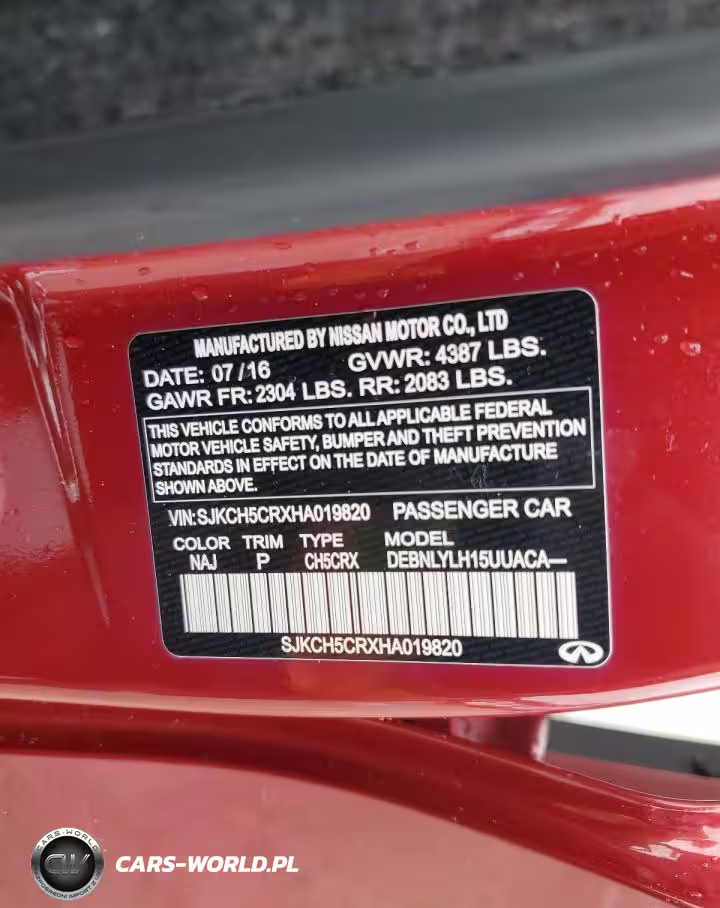 MANUFACTURED BY NISSAN MOTOR CO., LTD
DATE: 07/16 GVWR: 4387 LBS.
GAWR FR: 2304 LBS. RR: 2083 LBS.
THIS VEHICLE CONFORMS TO ALL APPLICABLE FEDERAL
MOTOR VEHICLE SAFETY, BUMPER AND THEFT PREVENTION
STANDARDS IN EFFECT ON THE DATE OF MANUFACTURE
SHOWN ABOVE.
VIN: SJKCH5CRXHA019820 PASSENGER CAR
COLOR TRIM TYPE MODEL
NAJ P CH5CRX DEBNLYLH15UUACA—
SJKCH5CRXHA019820
CARS-WORLD
CW
CARS-WORLD.PL